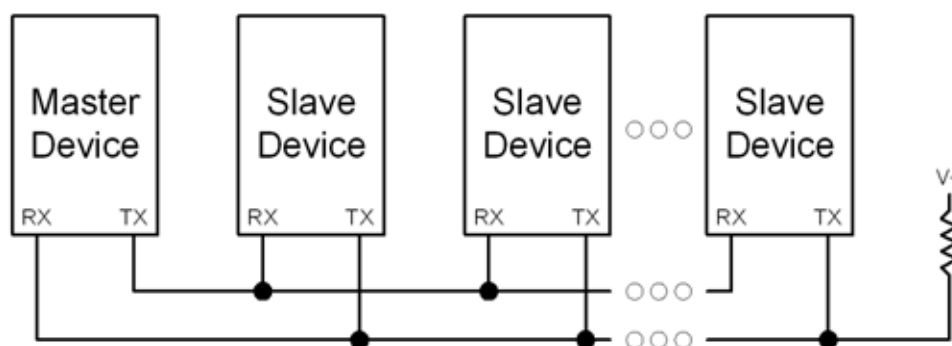 Master
Device
Slave
Device
Slave
Device
Slave
Device
RX TX
RX TX
RX TX
RX TX